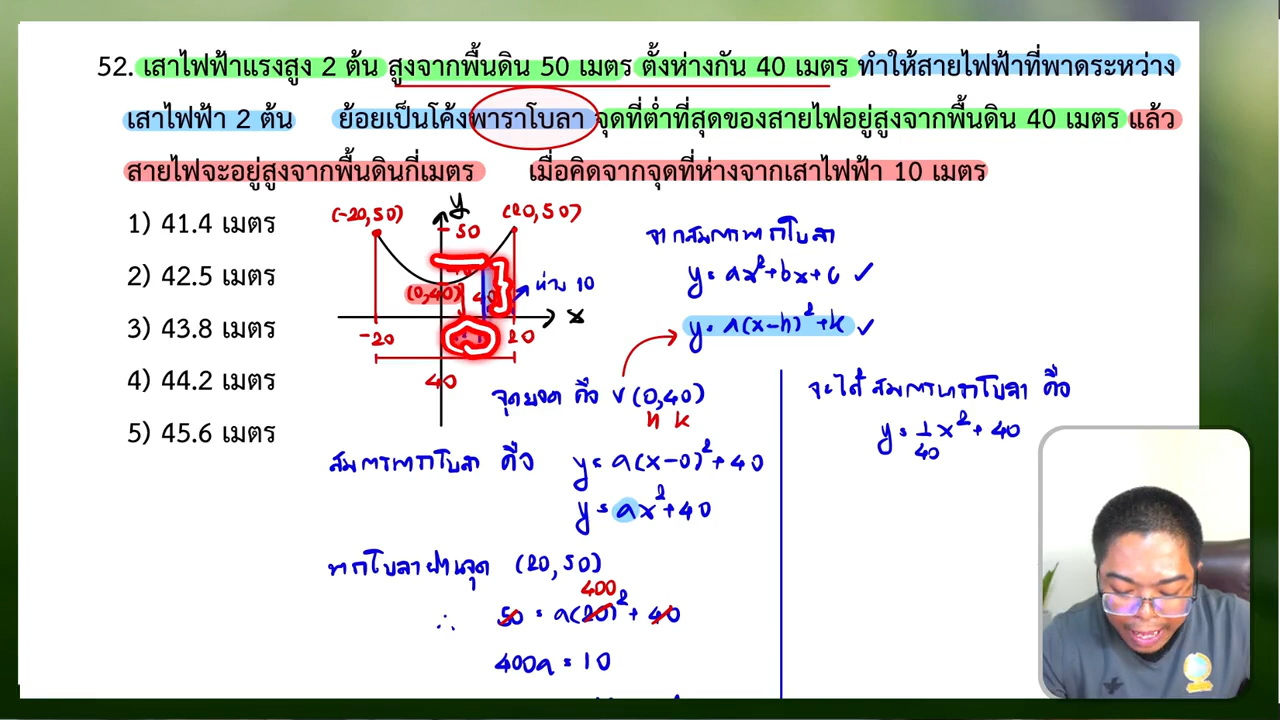 52. เสาไฟฟ้าแรงสูง 2 ต้น สูงจากพื้นดิน 50 เมตร ตั้งห่างกัน 40 เมตร ทำให้สายไฟฟ้าที่พาดระหว่าง
เสาไฟฟ้า 2 ต้น ย้อยเป็นโค้งพาราโบลา จุดที่ต่ำที่สุดของสายไฟอยู่สูงจากพื้นดิน 40 เมตร แล้ว
สายไฟจะอยู่สูงจากพื้นดินกี่เมตร เมื่อคิดจากจุดที่ห่างจากเสาไฟฟ้า 10 เมตร
1) 41.4 เมตร
2) 42.5 เมตร
3) 43.8 เมตร
4) 44.2 เมตร
5) 45.6 เมตร
(-20,50)
y
50
(20,50)
(0,40)
40
ห่าง 10
x
-20
20
40
จากสมการพาราโบลา
y = ax²+bx+c ✓
y = a(x-h)²+k ✓
จุดยอด คือ V(0,40)
h k
สมการพาราโบลา คือ y = a(x-0)²+40
y = ax²+40
พาราโบลาผ่านจุด (20,50)
400
∴ 50 = a(20)²+ 40
400a = 10
จะได้ สมการพาราโบลา คือ
y = 1/40 x²+ 40